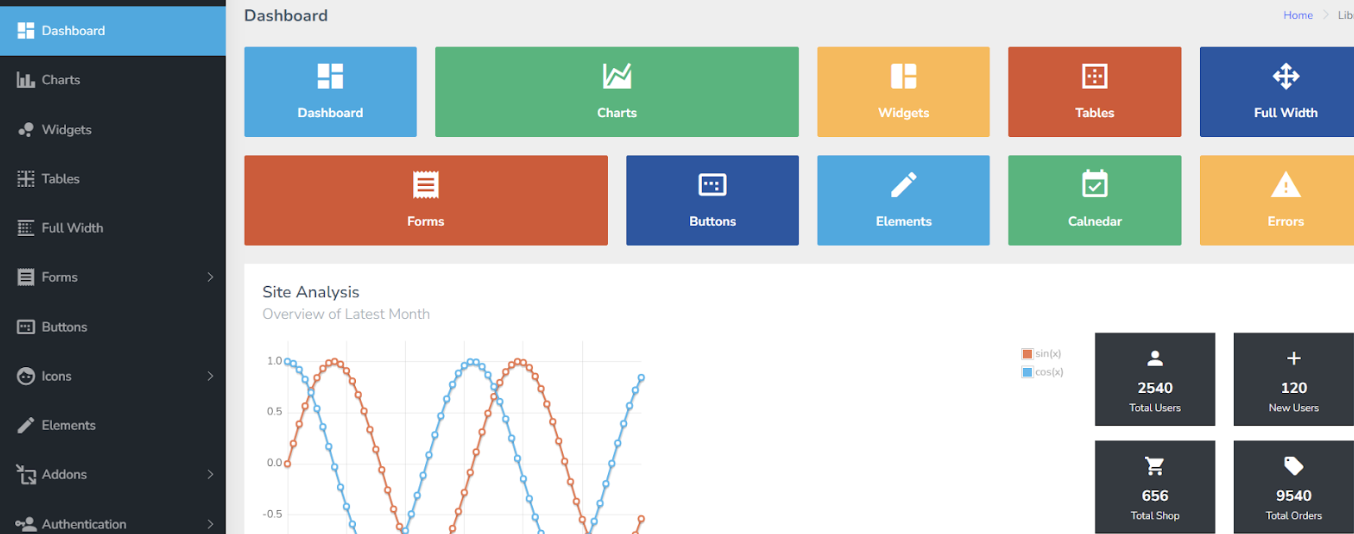 Dashboard
Charts
Widgets
Tables
Full Width
Forms
Buttons
Icons
Elements
Addons
Authentication
Dashboard
Home
Dashboard
Charts
Widgets
Tables
Full Width
Forms
Buttons
Elements
Calnedar
Errors
Site Analysis
Overview of Latest Month
1.0
0.5
0.0
-0.5
sin(x)
cos(x)
2540
Total Users
120
New Users
656
Total Shop
9540
Total Orders